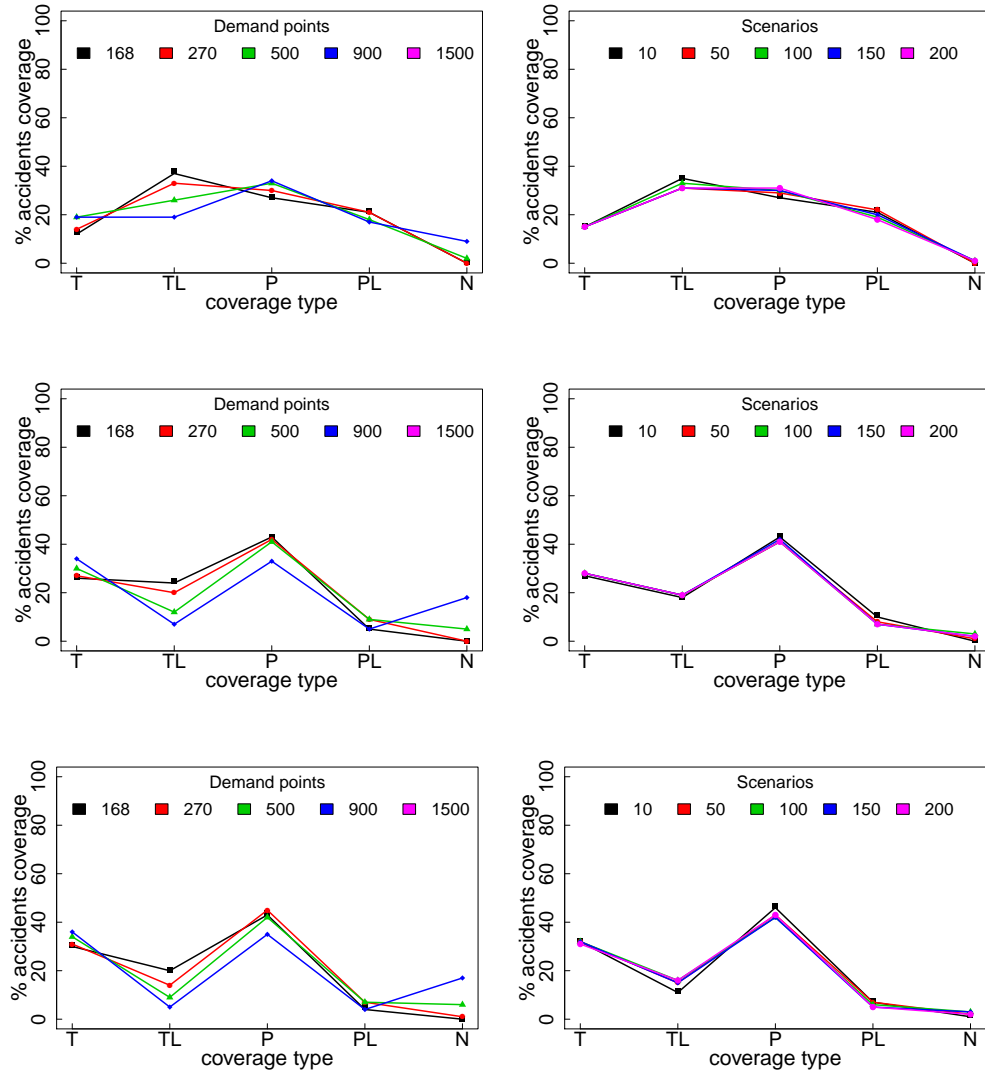 Demand points
168 270 500 900 1500
% accidents coverage
0 20 40 60 80 100
T TL P PL N
coverage type
Scenarios
10 50 100 150 200
% accidents coverage
0 20 40 60 80 100
T TL P PL N
coverage type
Demand points
168 270 500 900 1500
% accidents coverage
0 20 40 60 80 100
T TL P PL N
coverage type
Scenarios
10 50 100 150 200
% accidents coverage
0 20 40 60 80 100
T TL P PL N
coverage type
Demand points
168 270 500 900 1500
% accidents coverage
0 20 40 60 80 100
T TL P PL N
coverage type
Scenarios
10 50 100 150 200
% accidents coverage
0 20 40 60 80 100
T TL P PL N
coverage type